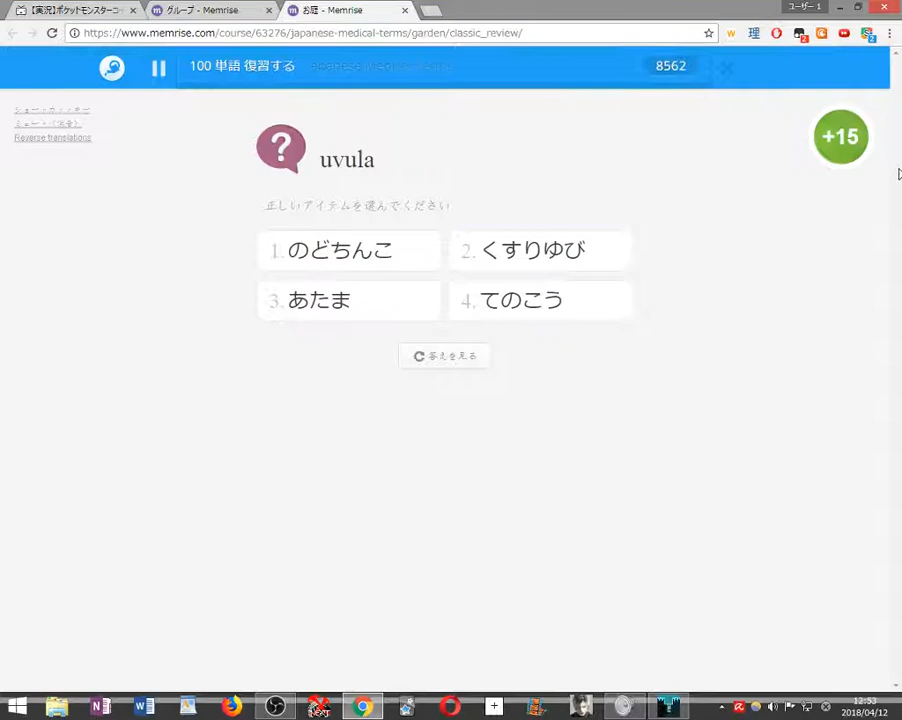 【実況】ポケットモンスターコー
グループ - Memrise
お庭 - Memrise
ユーザー 1
https://www.memrise.com/course/63276/japanese-medical-terms/garden/classic_review/
100 単語 復習する
8562
Reverse translations
+15
?
uvula
正しいアイテムを選んでください
1. のどちんこ
2. くすりゆび
3. あたま
4. てのこう
答えを見る
12:53
2018/04/12